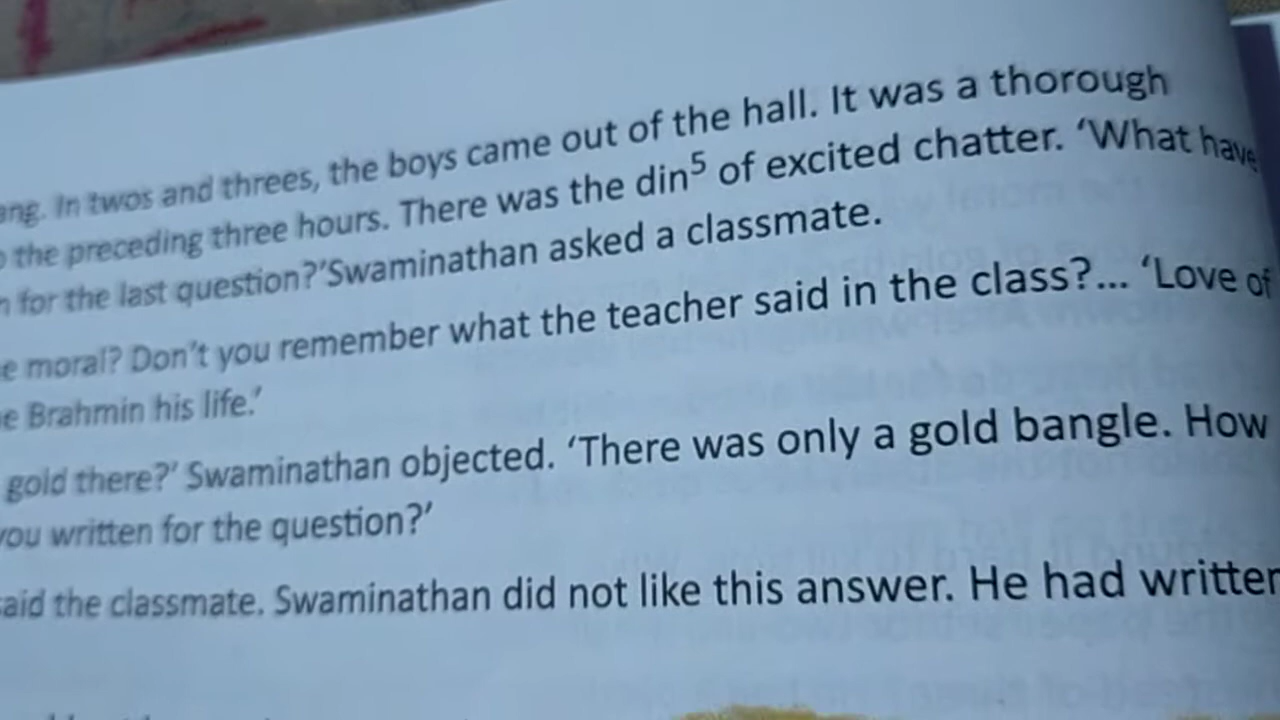 ang. In twos and threes, the boys came out of the hall. It was a thorough
the preceding three hours. There was the din⁵ of excited chatter. ‘What have
for the last question?’Swaminathan asked a classmate.
e moral? Don’t you remember what the teacher said in the class?... ‘Love of
e Brahmin his life.’
gold there?’ Swaminathan objected. ‘There was only a gold bangle. How
you written for the question?’
said the classmate. Swaminathan did not like this answer. He had written